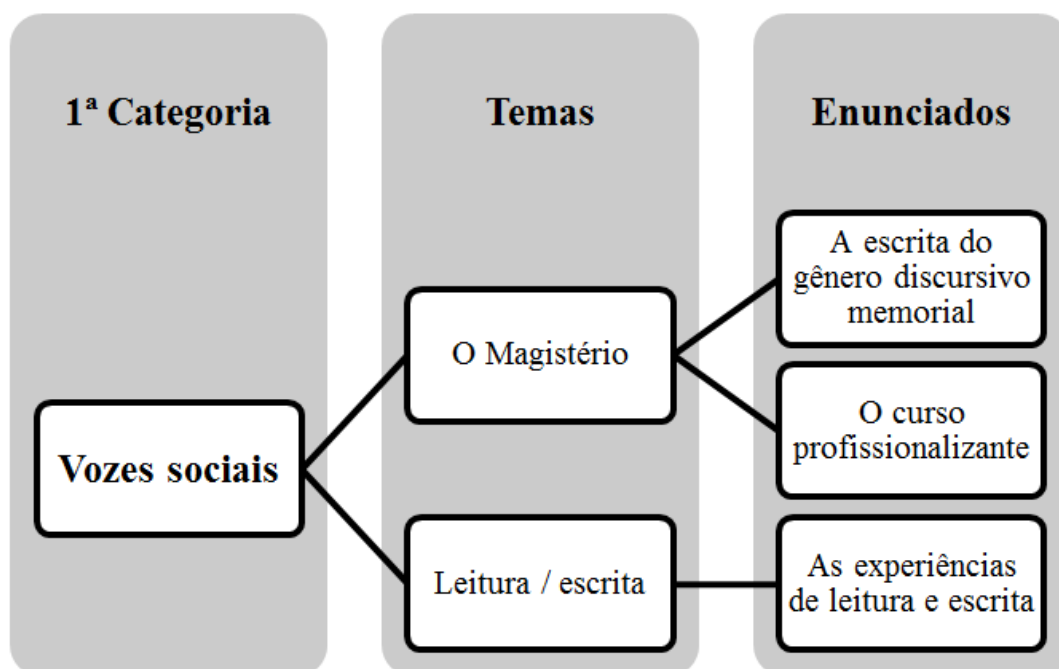 1ª Categoria
Temas
Enunciados
Vozes sociais
O Magistério
Leitura / escrita
A escrita do
gênero discursivo
memorial
O curso
profissionalizante
As experiências
de leitura e escrita